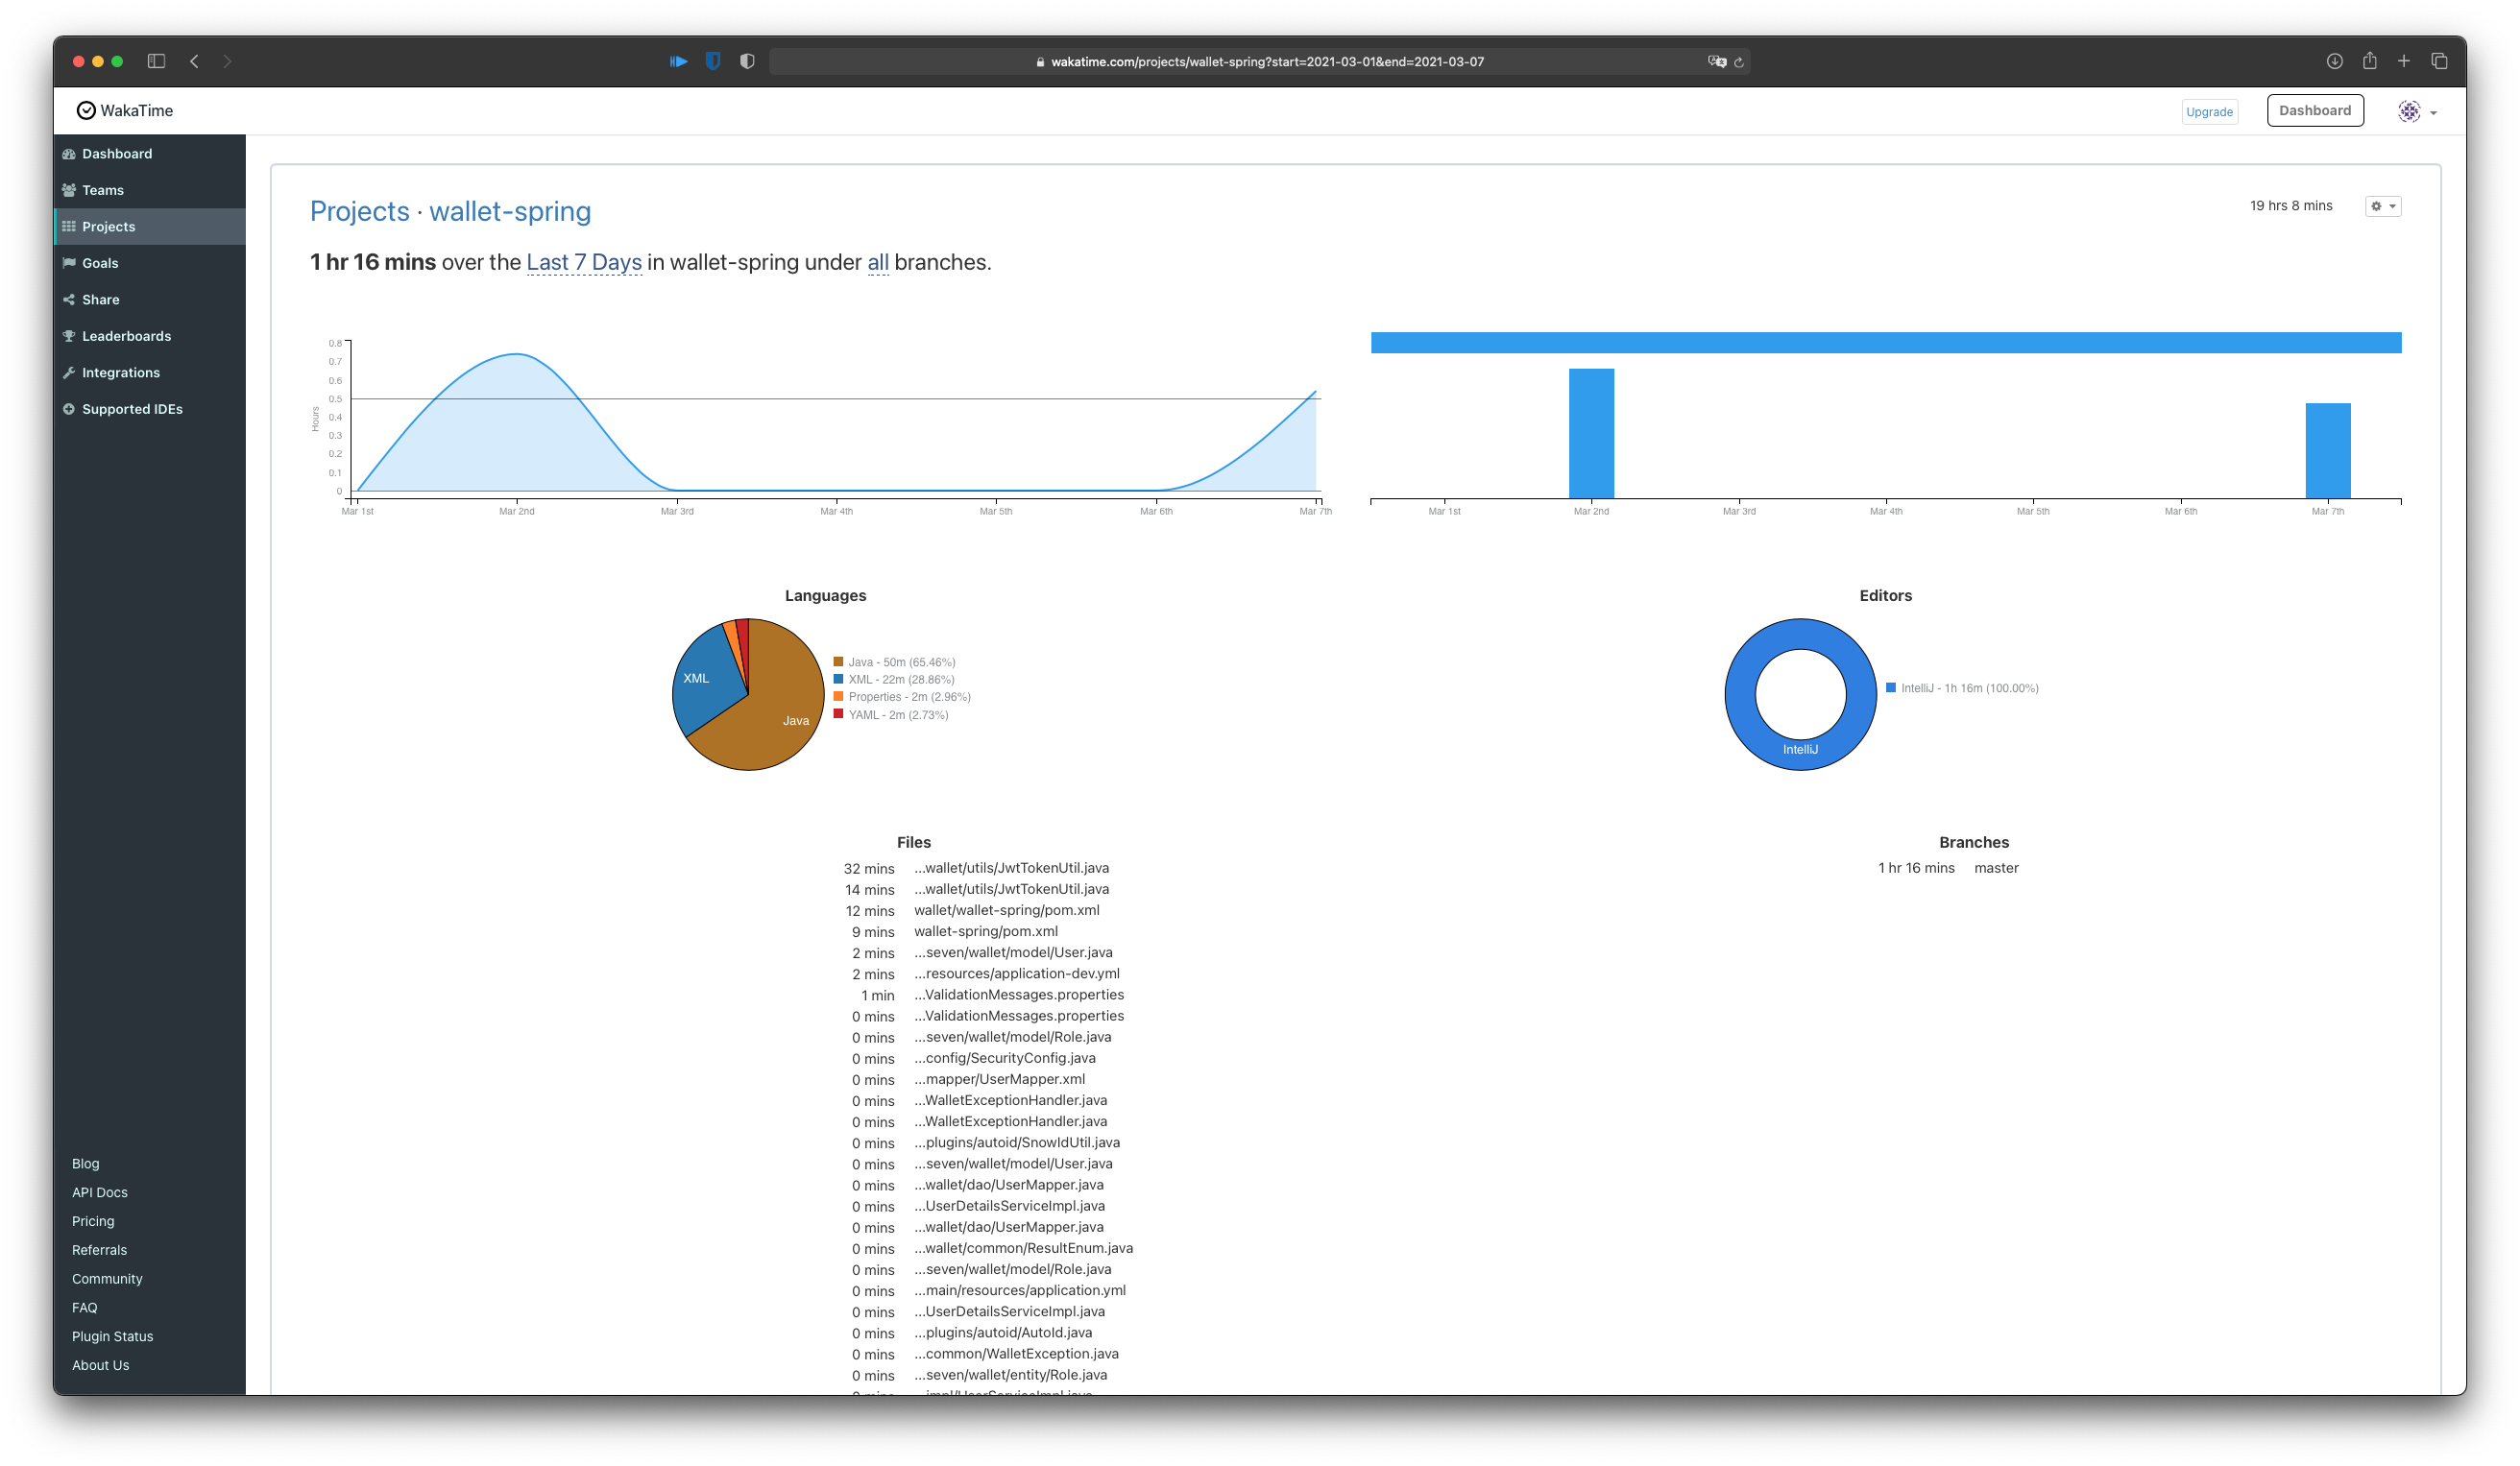 wakatime.com/projects/wallet-spring?start=2021-03-01&end=2021-03-07
WakaTime
Upgrade
Dashboard
Dashboard
Teams
Projects
Goals
Share
Leaderboards
Integrations
Supported IDEs
Blog
API Docs
Pricing
Referrals
Community
FAQ
Plugin Status
About Us
Projects · wallet-spring
19 hrs 8 mins
1 hr 16 mins over the Last 7 Days in wallet-spring under all branches.
Hours
0.8
0.7
0.6
0.5
0.4
0.3
0.2
0.1
0
Mar 1st Mar 2nd Mar 3rd Mar 4th Mar 5th Mar 6th Mar 7th
Mar 1st Mar 2nd Mar 3rd Mar 4th Mar 5th Mar 6th Mar 7th
Languages
XML
Java
Java - 50m (65.46%)
XML - 22m (28.86%)
Properties - 2m (2.96%)
YAML - 2m (2.73%)
Editors
IntelliJ
IntelliJ - 1h 16m (100.00%)
Files
32 mins ...wallet/utils/JwtTokenUtil.java
14 mins ...wallet/utils/JwtTokenUtil.java
12 mins wallet/wallet-spring/pom.xml
9 mins wallet-spring/pom.xml
2 mins ...seven/wallet/model/User.java
2 mins ...resources/application-dev.yml
1 min ...ValidationMessages.properties
0 mins ...ValidationMessages.properties
0 mins ...seven/wallet/model/Role.java
0 mins ...config/SecurityConfig.java
0 mins ...mapper/UserMapper.xml
0 mins ...WalletExceptionHandler.java
0 mins ...WalletExceptionHandler.java
0 mins ...plugins/autoid/SnowIdUtil.java
0 mins ...seven/wallet/model/User.java
0 mins ...wallet/dao/UserMapper.java
0 mins ...UserDetailsServiceImpl.java
0 mins ...wallet/dao/UserMapper.java
0 mins ...wallet/common/ResultEnum.java
0 mins ...seven/wallet/model/Role.java
0 mins ...main/resources/application.yml
0 mins ...UserDetailsServiceImpl.java
0 mins ...plugins/autoid/AutoId.java
0 mins ...common/WalletException.java
0 mins ...seven/wallet/entity/Role.java
Branches
1 hr 16 mins master